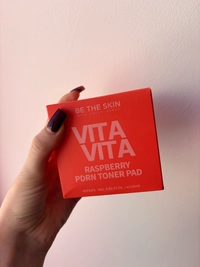 BE THE SKIN
VITA
VITA
RASPBERRY
PDRN TONER PAD